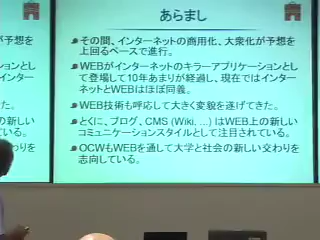 あらまし
その間、インターネットの商用化、大衆化が予想を
上回るペースで進行。
WEBがインターネットのキラーアプリケーションとし
て登場して10年あまりが経過し、現在ではインター
ネットとWEBはほぼ同義。
WEB技術も呼応して大きく変貌を遂げてきた。
とくに、ブログ、CMS (Wiki, ...) はWEB上の新しい
コミュニケーションスタイルとして注目されている。
OCWもWEBを通して大学と社会の新しい交わりを
志向している。